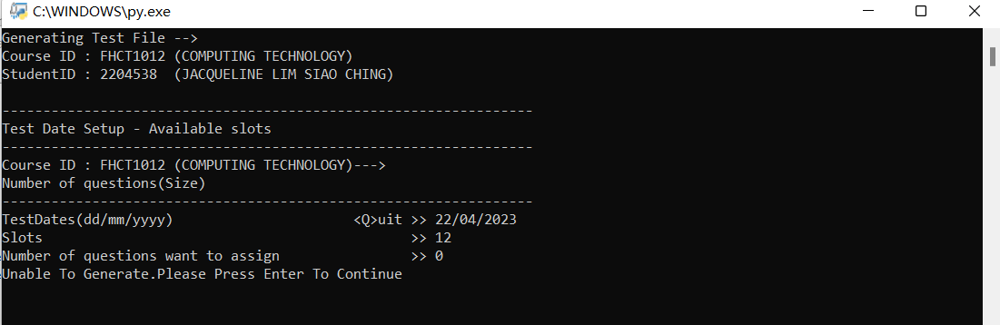 C:\WINDOWS\py.exe
Generating Test File -->
Course ID : FHCT1012 (COMPUTING TECHNOLOGY)
StudentID : 2204538  (JACQUELINE LIM SIAO CHING)
-----------------------------------------------------------------
Test Date Setup - Available slots
-----------------------------------------------------------------
Course ID : FHCT1012 (COMPUTING TECHNOLOGY)--->
Number of questions(Size)
-----------------------------------------------------------------
TestDates(dd/mm/yyyy)                      <Q>uit >> 22/04/2023
Slots                                             >> 12
Number of questions want to assign                >> 0
Unable To Generate.Please Press Enter To Continue